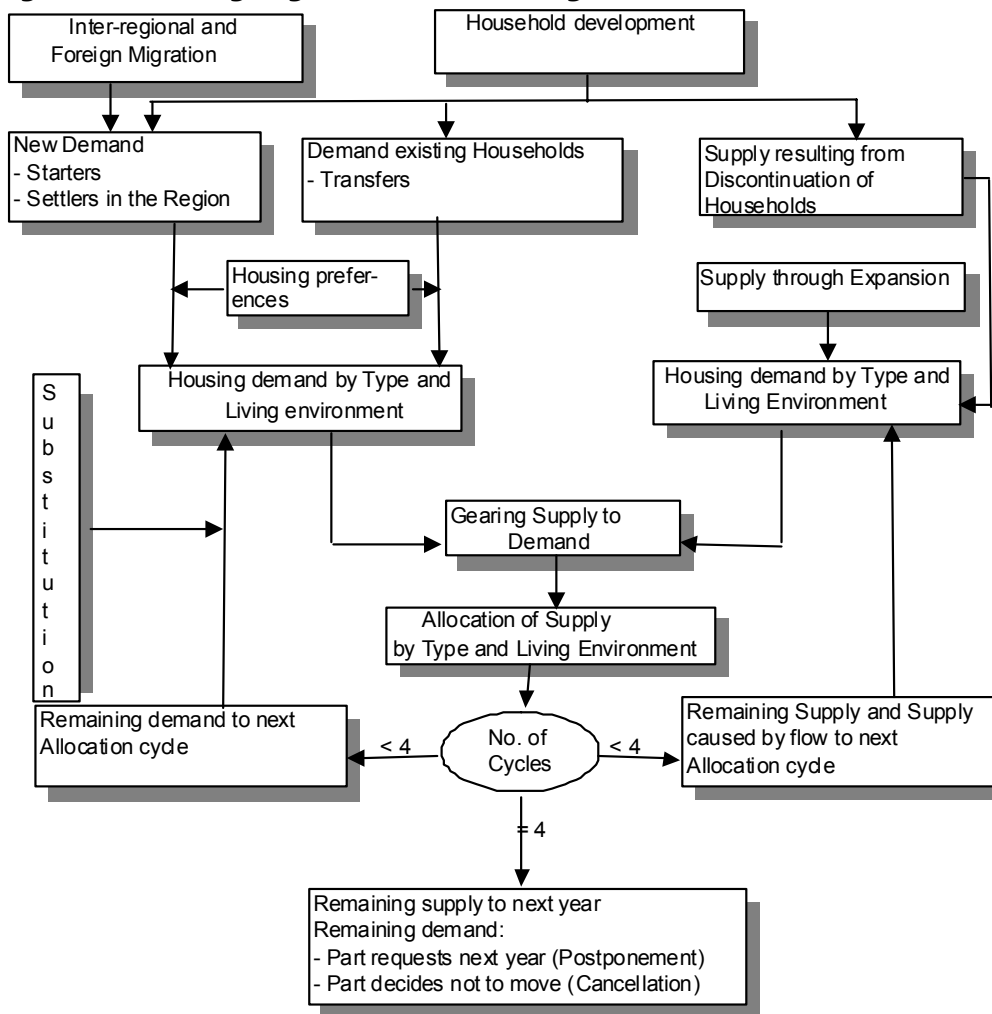 Inter-regional and
Foreign Migration
Household development
New Demand
- Starters
- Settlers in the Region
Demand existing Households
- Transfers
Supply resulting from
Discontinuation of
Households
Housing prefer-
ences
Supply through Expansion
Housing demand by Type and
Living environment
Housing demand by Type and
Living Environment
Substitution
Gearing Supply to
Demand
Allocation of Supply
by Type and Living Environment
Remaining demand to next
Allocation cycle
< 4
No. of
Cycles
< 4
Remaining Supply and Supply
caused by flow to next
Allocation cycle
= 4
Remaining supply to next year
Remaining demand:
- Part requests next year (Postponement)
- Part decides not to move (Cancellation)